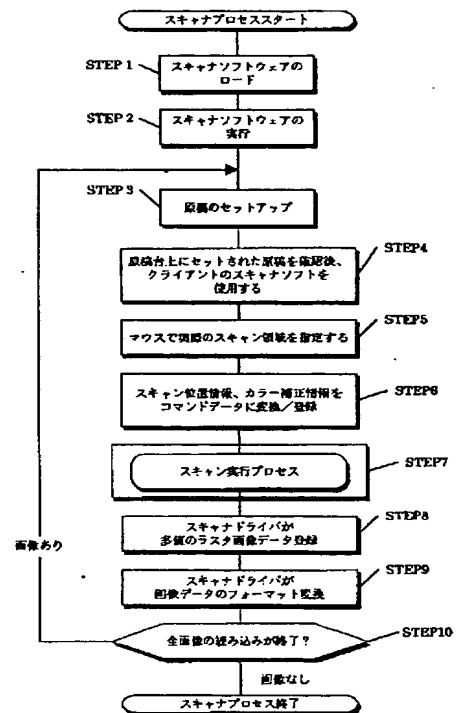 スキャナプロセススタート
STEP 1
スキャナソフトウェアの
ロード
STEP 2
スキャナソフトウェアの
実行
STEP 3
原稿のセットアップ
STEP4
原稿台上にセットされた原稿を確認後、
クライアントのスキャナソフトを
使用する
STEP5
マウスで実際のスキャン領域を指定する
STEP6
スキャン位置情報、カラー補正情報を
コマンドデータに変換／登録
STEP7
スキャン実行プロセス
STEP8
スキャナドライバが
多値のラスタ画像データ登録
STEP9
スキャナドライバが
画像データのフォーマット変換
画像あり
STEP10
全画像の読み込みが終了？
画像なし
スキャナプロセス終了